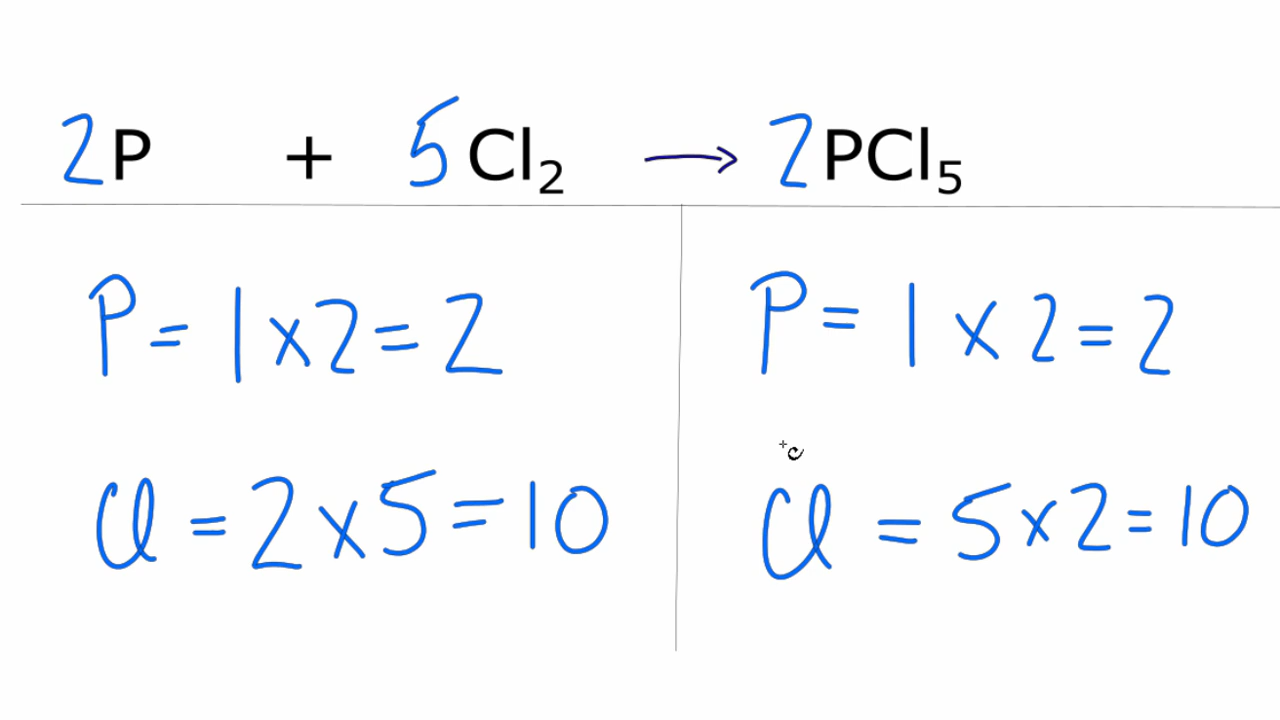 2P + 5Cl₂ → 2PCl₅
P = 1 x 2 = 2
P = 1 x 2 = 2
Cl = 2 x 5 = 10
Cl = 5 x 2 = 10